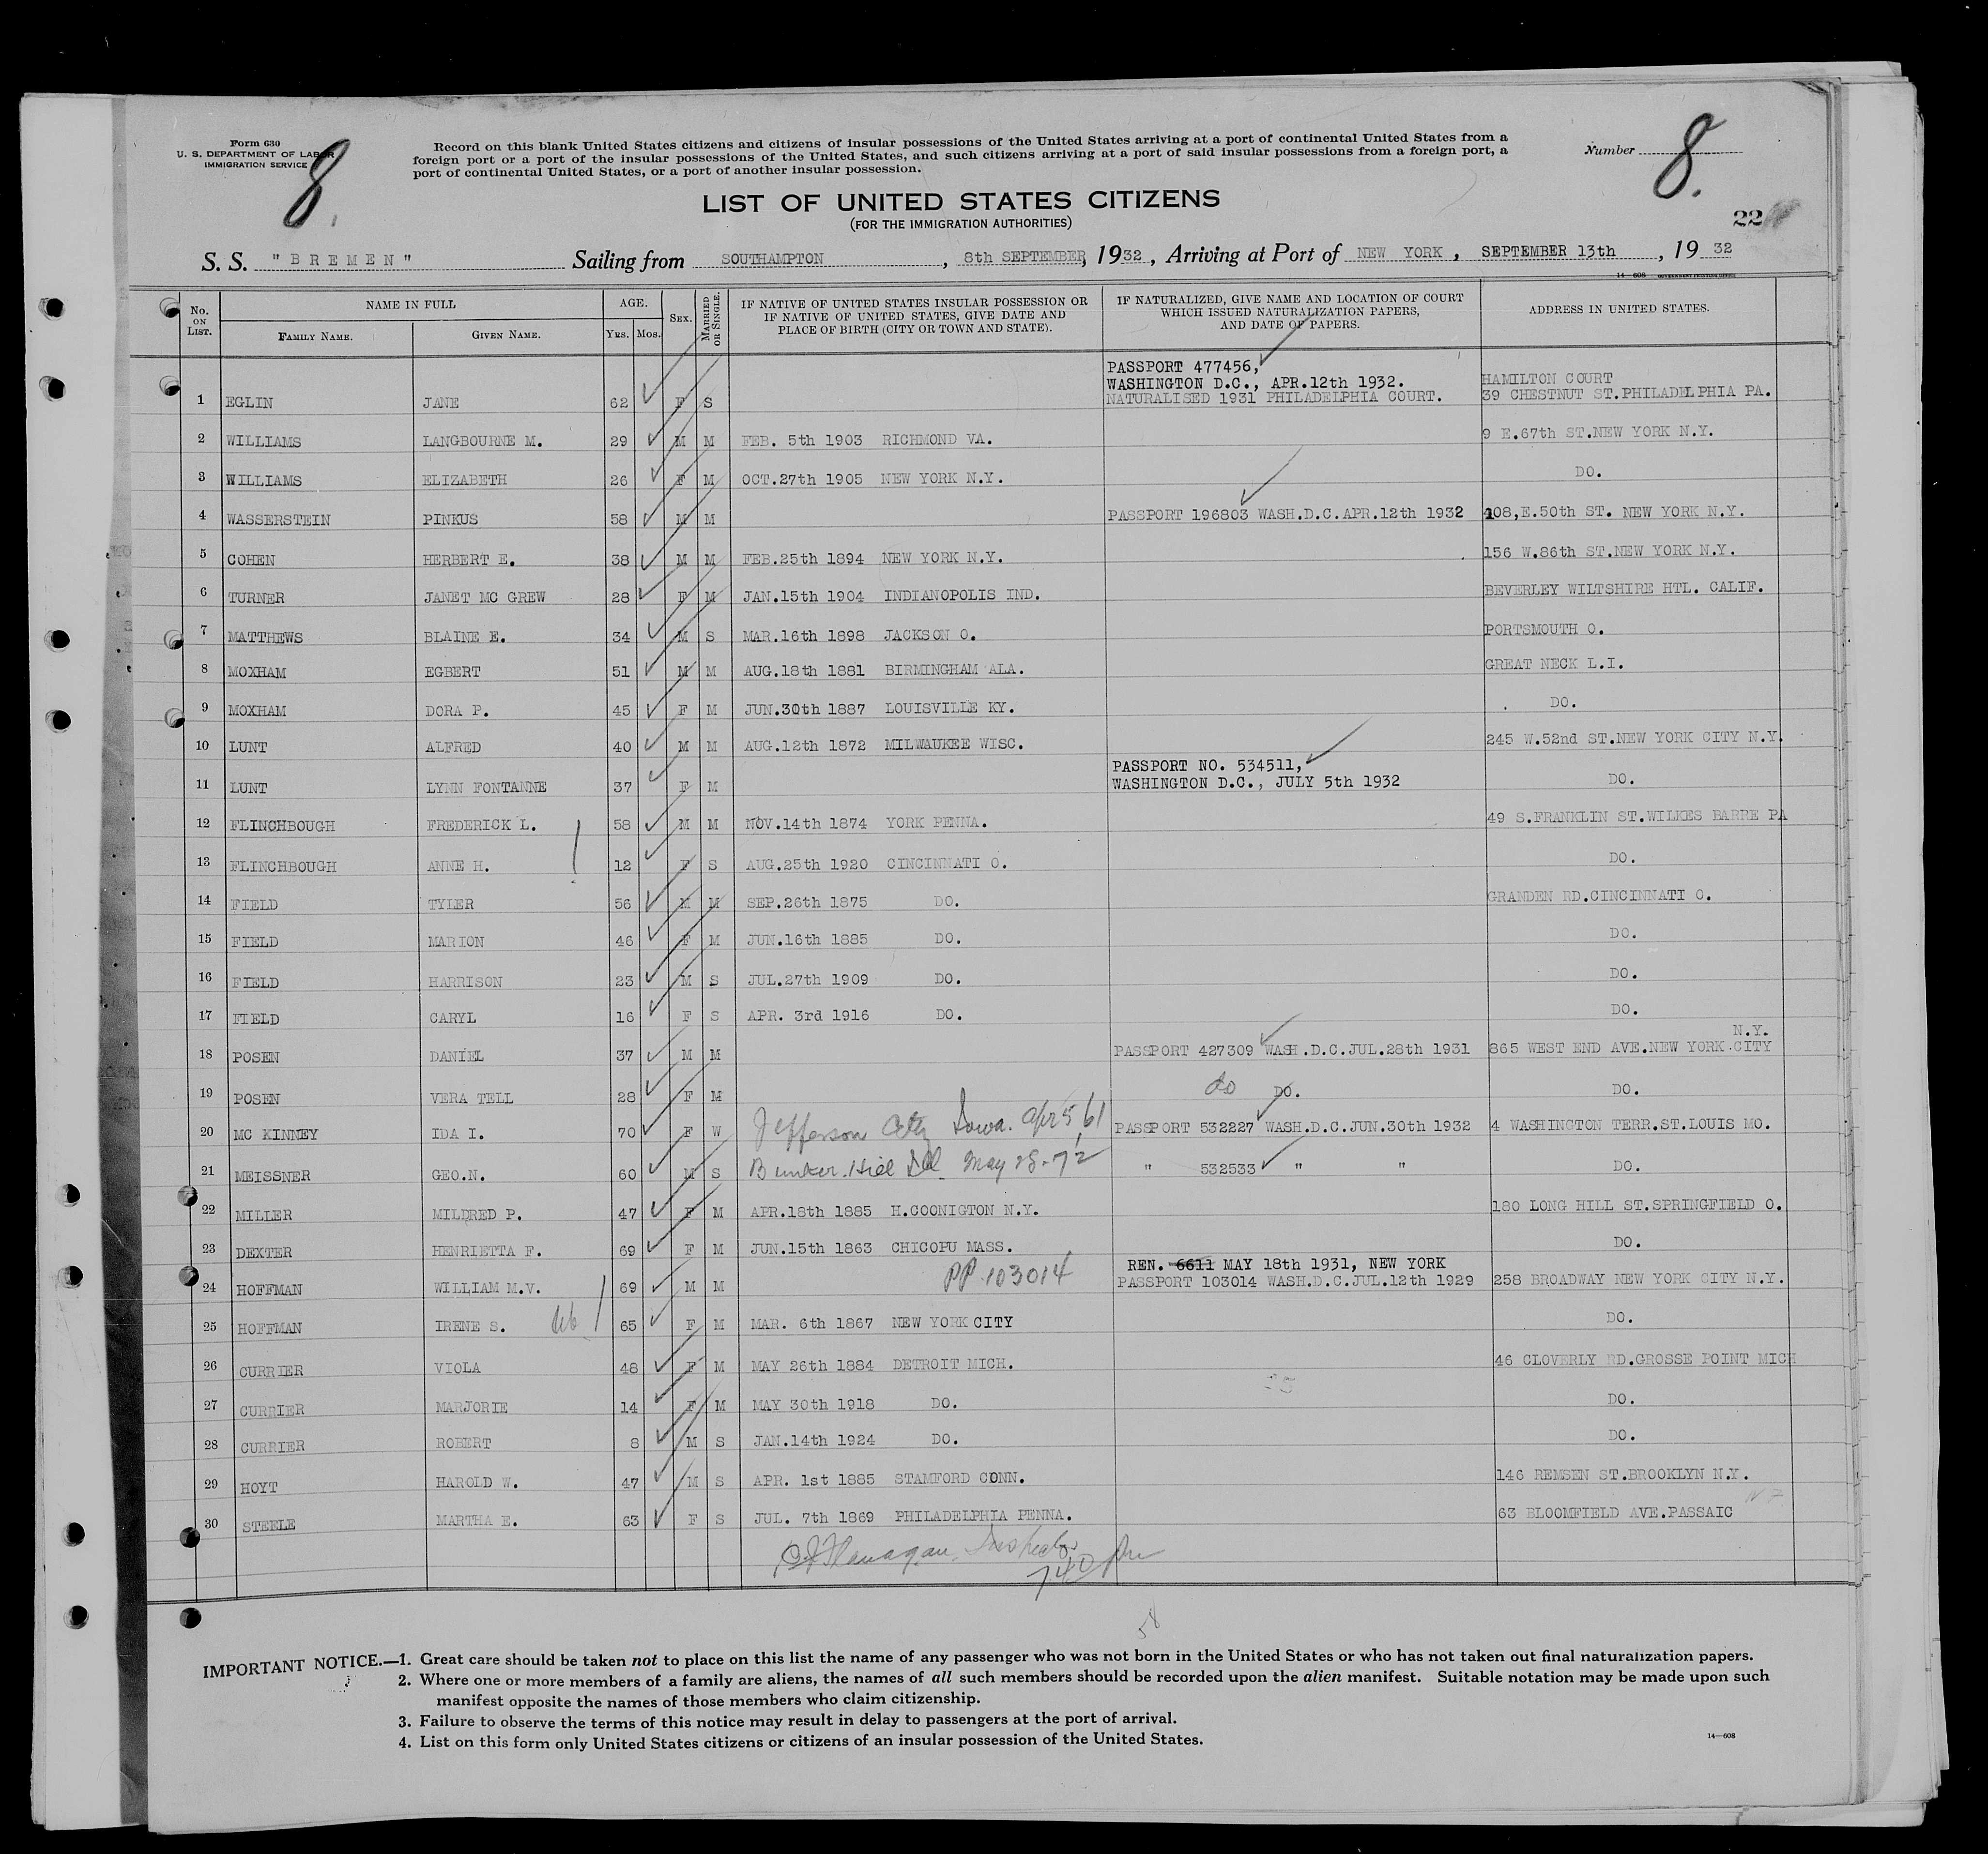 Form 630
U. S. DEPARTMENT OF LABOR
IMMIGRATION SERVICE
8.
Record on this blank United States citizens and citizens of insular possessions of the United States arriving at a port of continental United States from a
foreign port or a port of the insular possessions of the United States, and such citizens arriving at a port of said insular possessions from a foreign port, a
port of continental United States, or a port of another insular possession.
Number 8.
LIST OF UNITED STATES CITIZENS
(FOR THE IMMIGRATION AUTHORITIES)
22
S. S. "BREMEN" Sailing from SOUTHAMPTON, 8th SEPTEMBER, 1932, Arriving at Port of NEW YORK, SEPTEMBER 13th, 1932
14—608 GOVERNMENT PRINTING OFFICE
No. ON LIST. NAME IN FULL FAMILY NAME. GIVEN NAME. AGE. YRS. MOS. SEX. MARRIED OR SINGLE. IF NATIVE OF UNITED STATES INSULAR POSSESSION OR IF NATIVE OF UNITED STATES, GIVE DATE AND PLACE OF BIRTH (CITY OR TOWN AND STATE). IF NATURALIZED, GIVE NAME AND LOCATION OF COURT WHICH ISSUED NATURALIZATION PAPERS, AND DATE OF PAPERS. ADDRESS IN UNITED STATES.
PASSPORT 477456,
WASHINGTON D.C., APR.12th 1932. HAMILTON COURT
1 EGLIN JANE 62 F S NATURALISED 1931 PHILADELPHIA COURT. 39 CHESTNUT ST.PHILADELPHIA PA.
2 WILLIAMS LANGBOURNE M. 29 M M FEB. 5th 1903 RICHMOND VA. 9 E.67th ST.NEW YORK N.Y.
3 WILLIAMS ELIZABETH 26 F M OCT.27th 1905 NEW YORK N.Y. DO.
4 WASSERSTEIN PINKUS 58 M M PASSPORT 196803 WASH.D.C.APR.12th 1932 408,E.50th ST. NEW YORK N.Y.
5 COHEN HERBERT E. 38 M M FEB.25th 1894 NEW YORK N.Y. 156 W.86th ST.NEW YORK N.Y.
6 TURNER JANET MC GREW 28 F M JAN.15th 1904 INDIANOPOLIS IND. BEVERLEY WILTSHIRE HTL. CALIF.
7 MATTHEWS BLAINE E. 34 M S MAR.16th 1898 JACKSON O. PORTSMOUTH O.
8 MOXHAM EGBERT 51 M M AUG.18th 1881 BIRMINGHAM ALA. GREAT NECK L.I.
9 MOXHAM DORA P. 45 F M JUN.30th 1887 LOUISVILLE KY. DO.
10 LUNT ALFRED 40 M M AUG.12th 1872 MILWAUKEE WISC. 245 W.52nd ST.NEW YORK CITY N.Y.
PASSPORT NO. 534511,
11 LUNT LYNN FONTANNE 37 F M WASHINGTON D.C., JULY 5th 1932 DO.
12 FLINCHBOUGH FREDERICK L. 58 M M NOV.14th 1874 YORK PENNA. 49 S.FRANKLIN ST.WILKES BARRE PA
13 FLINCHBOUGH ANNE H. 12 F S AUG.25th 1920 CINCINNATI O. DO.
14 FIELD TYLER 56 M M SEP.26th 1875 DO. GRANDEN RD.CINCINNATI O.
15 FIELD MARION 46 F M JUN.16th 1885 DO. DO.
16 FIELD HARRISON 23 M S JUL.27th 1909 DO. DO.
17 FIELD CARYL 16 F S APR. 3rd 1916 DO. DO.
N.Y.
18 POSEN DANIEL 37 M M PASSPORT 427309 WASH.D.C.JUL.28th 1931 865 WEST END AVE.NEW YORK CITY
19 POSEN VERA TELL 28 F M do DO. DO.
20 MC KINNEY IDA I. 70 F W Jefferson City Iowa. Apr 5, 61 PASSPORT 532227 WASH.D.C.JUN.30th 1932 4 WASHINGTON TERR.ST.LOUIS MO.
21 MEISSNER GEO.N. 60 M S Bunker Hill Ill May 28-72 " 532533 " " DO.
22 MILLER MILDRED P. 47 F M APR.18th 1885 H.COONIGTON N.Y. 180 LONG HILL ST.SPRINGFIELD O.
23 DEXTER HENRIETTA F. 69 F M JUN.15th 1863 CHICOPU MASS. DO.
PP.103014 REN. 6611 MAY 18th 1931, NEW YORK
24 HOFFMAN WILLIAM M.V. 69 M M PASSPORT 103014 WASH.D.C.JUL.12th 1929 258 BROADWAY NEW YORK CITY N.Y.
25 HOFFMAN IRENE S. 65 F M MAR. 6th 1867 NEW YORK CITY DO.
26 CURRIER VIOLA 48 F M MAY 26th 1884 DETROIT MICH. 46 CLOVERLY RD.GROSSE POINT MICH
27 CURRIER MARJORIE 14 F M MAY 30th 1918 DO. DO.
28 CURRIER ROBERT 8 M S JAN.14th 1924 DO. DO.
29 HOYT HAROLD W. 47 M S APR. 1st 1885 STAMFORD CONN. 146 REMSEN ST.BROOKLYN N.Y.
30 STEELE MARTHA E. 63 F S JUL. 7th 1869 PHILADELPHIA PENNA. 63 BLOOMFIELD AVE.PASSAIC
Flanagan, Inspector
740 pm
58
IMPORTANT NOTICE.—1. Great care should be taken not to place on this list the name of any passenger who was not born in the United States or who has not taken out final naturalization papers.
2. Where one or more members of a family are aliens, the names of all such members should be recorded upon the alien manifest. Suitable notation may be made upon such
manifest opposite the names of those members who claim citizenship.
3. Failure to observe the terms of this notice may result in delay to passengers at the port of arrival.
4. List on this form only United States citizens or citizens of an insular possession of the United States.
14—608